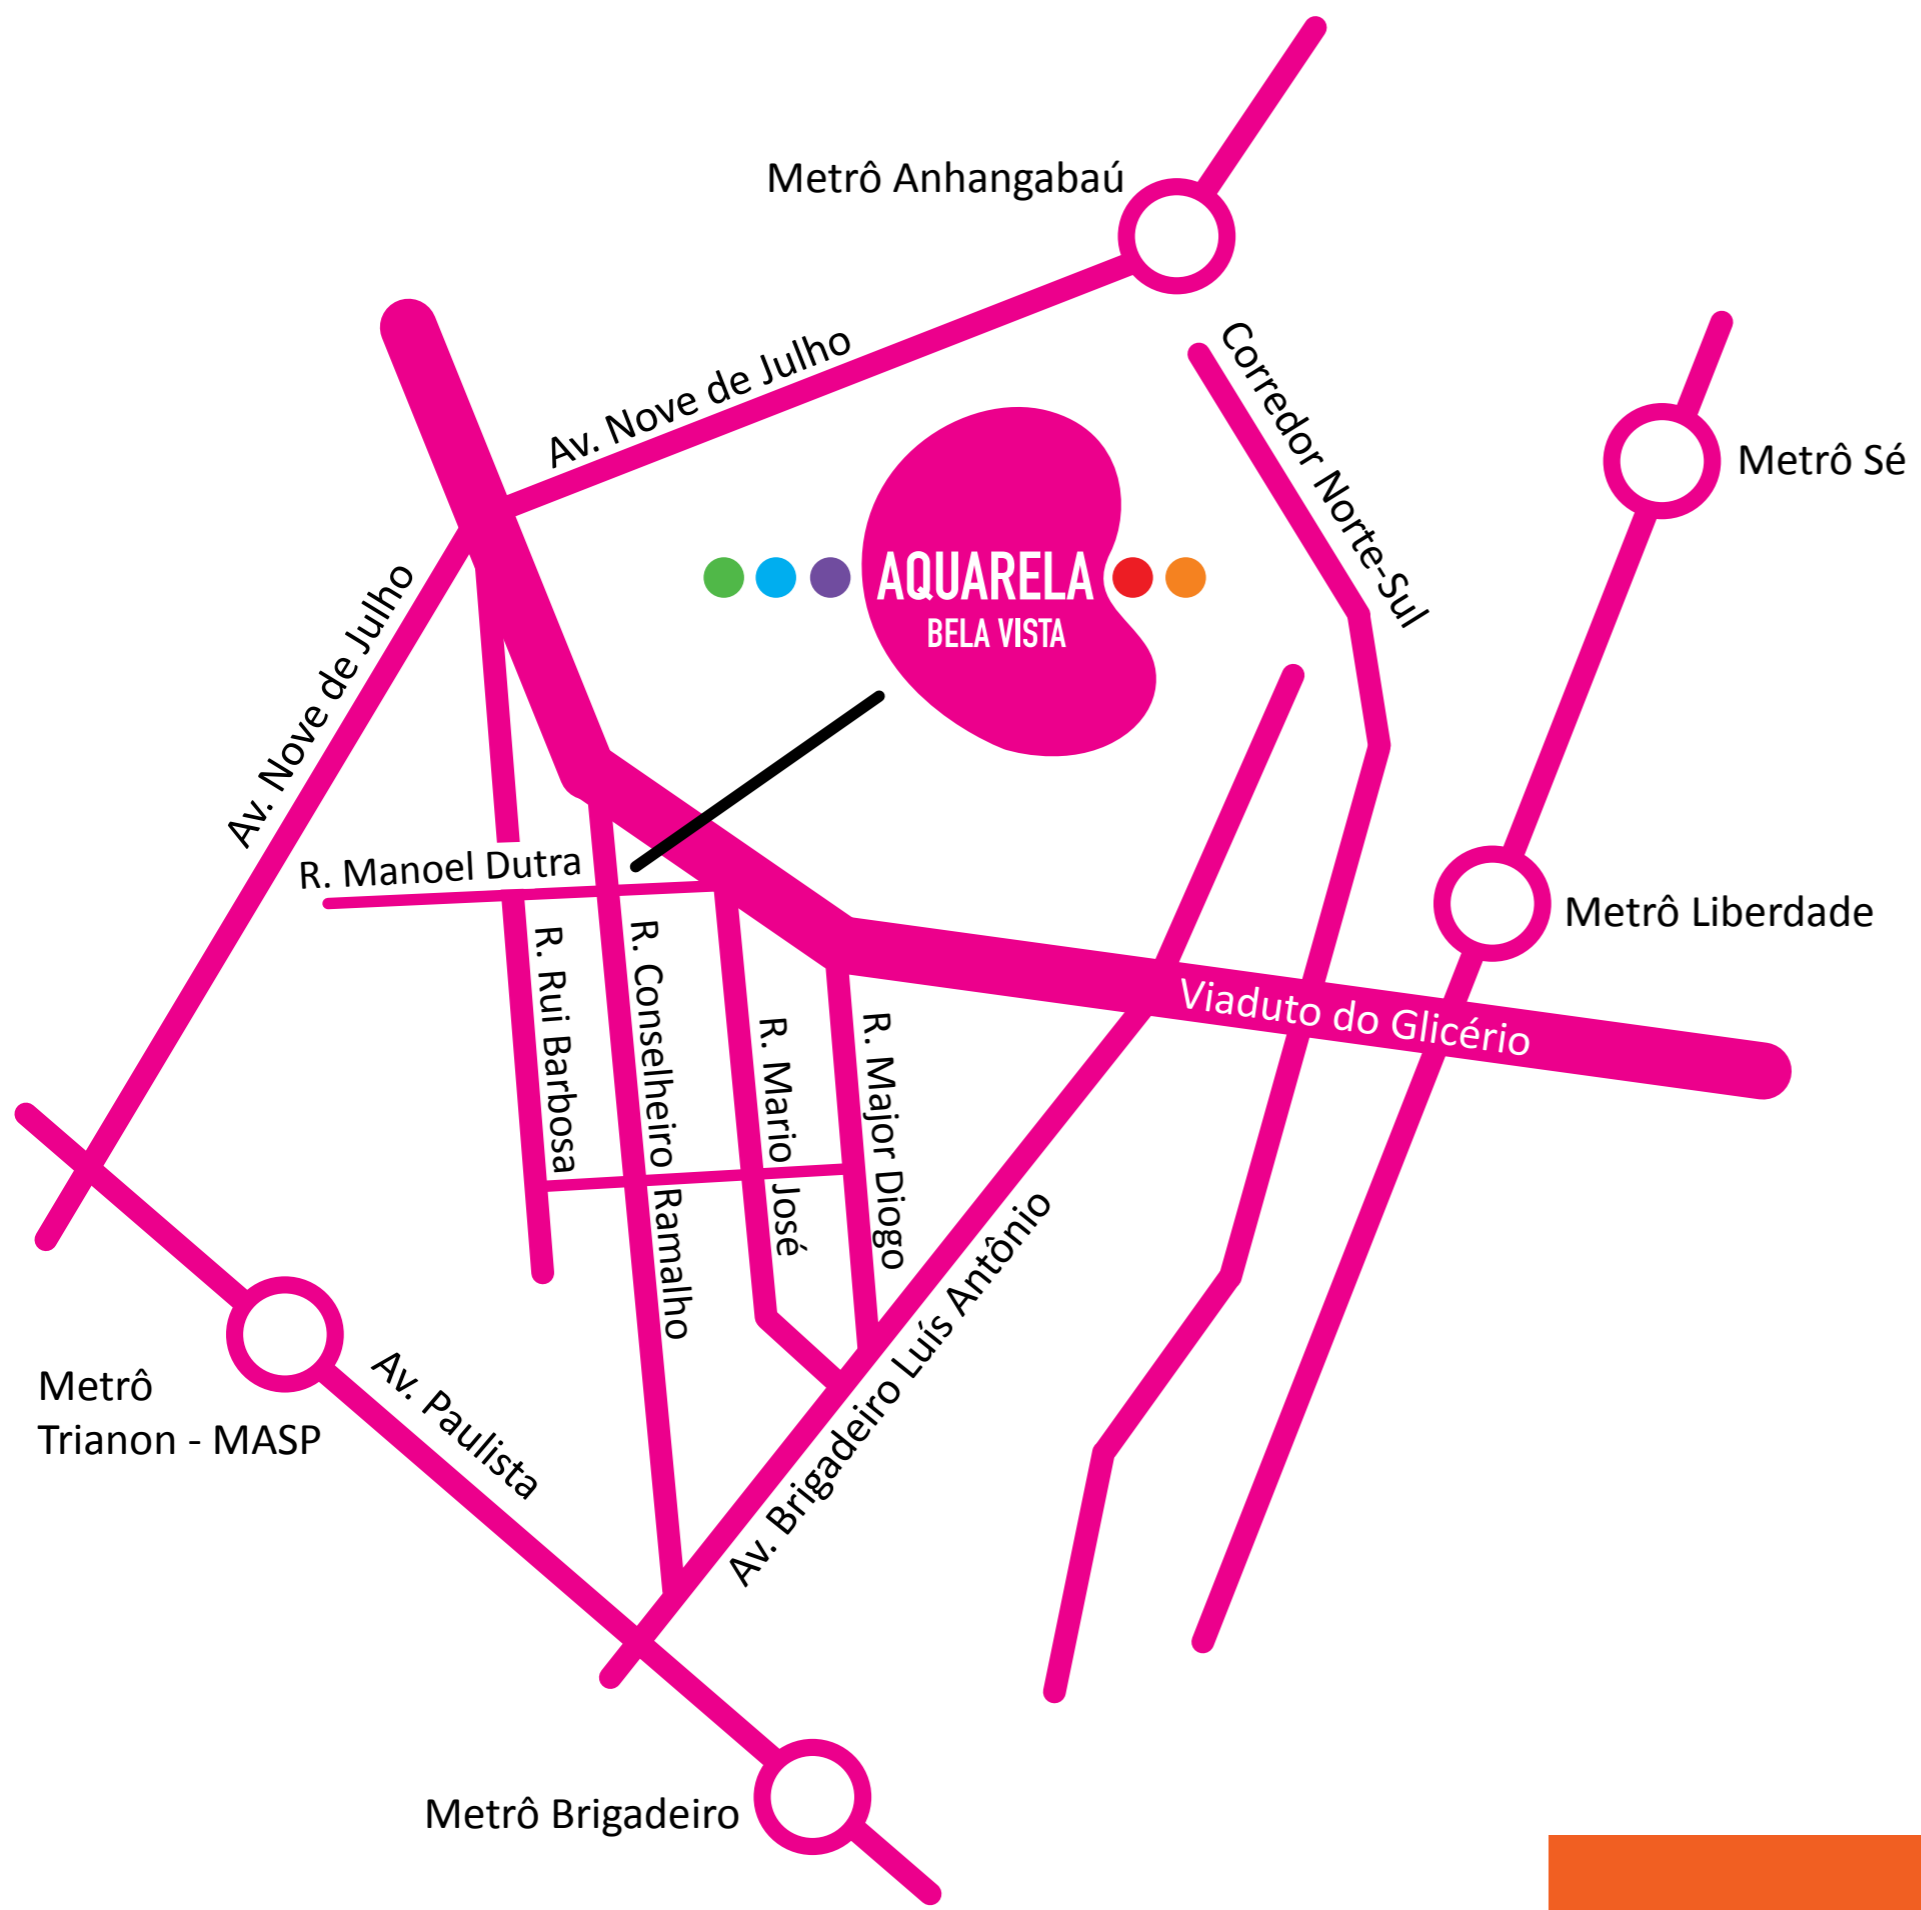 Metrô Anhangabaú
Av. Nove de Julho
Corredor Norte-Sul
Metrô Sé
AQUARELA
BELA VISTA
Av. Nove de Julho
R. Manoel Dutra
Metrô Liberdade
R. Rui Barbosa
R. Conselheiro Ramalho
R. Mario José
R. Major Diogo
Viaduto do Glicério
Av. Brigadeiro Luís Antônio
Metrô
Trianon - MASP
Av. Paulista
Metrô Brigadeiro